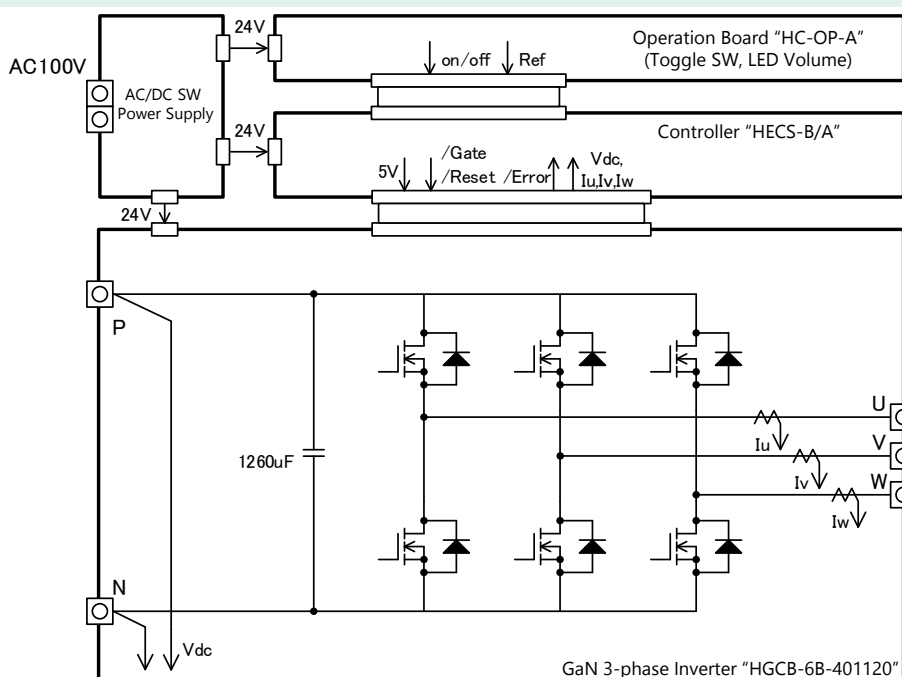 24V
Operation Board “HC-OP-A”
(Toggle SW, LED Volume)
on/off
Ref
AC100V
AC/DC SW
Power Supply
24V
Controller “HECS-B/A”
5V
/Gate
/Reset /Error
Vdc,
Iu,Iv,Iw
24V
P
U
Iu
V
1260uF
Iv
W
Iw
N
Vdc
GaN 3-phase Inverter “HGCB-6B-401120”